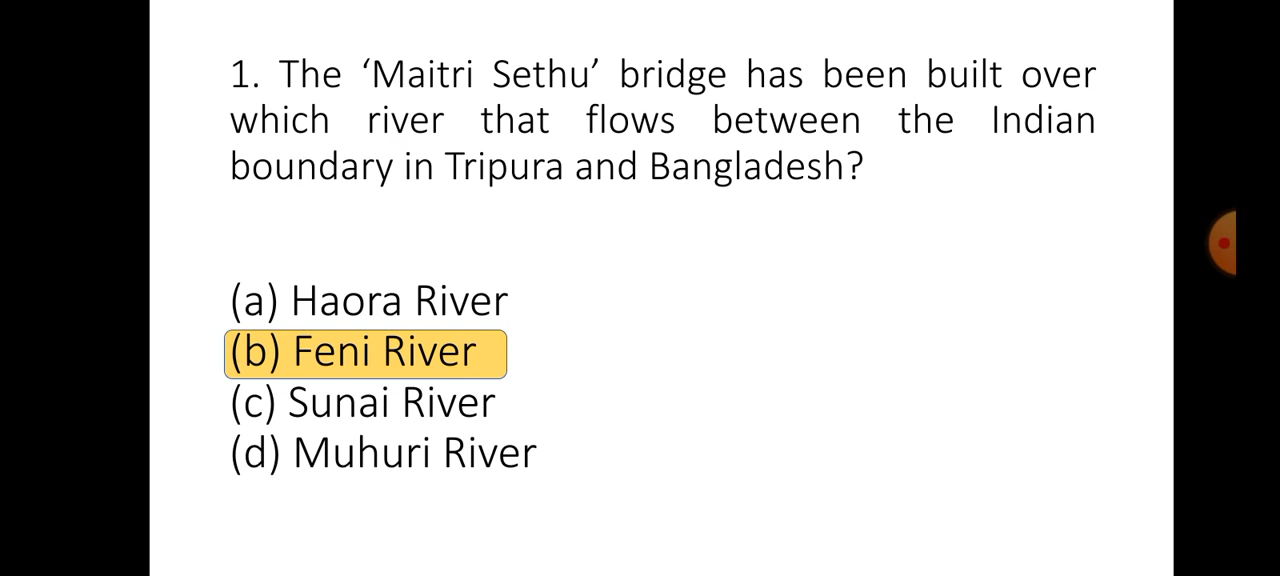 1. The ‘Maitri Sethu’ bridge has been built over
which river that flows between the Indian
boundary in Tripura and Bangladesh?
(a) Haora River
(b) Feni River
(c) Sunai River
(d) Muhuri River